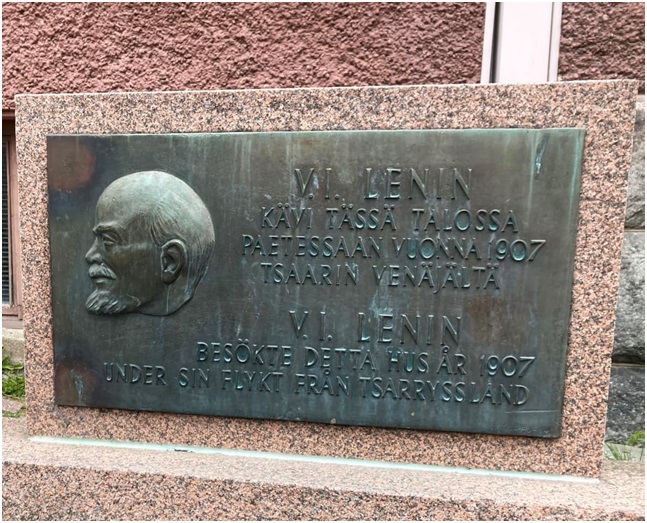 V.I. LENIN
KÄVI TÄSSÄ TALOSSA
PAETESSAAN VUONNA 1907
TSAARIN VENÄJÄLTÄ
V.I. LENIN
BESÖKTE DETTA HUS ÅR 1907
UNDER SIN FLYKT FRÅN TSARRYSSLAND